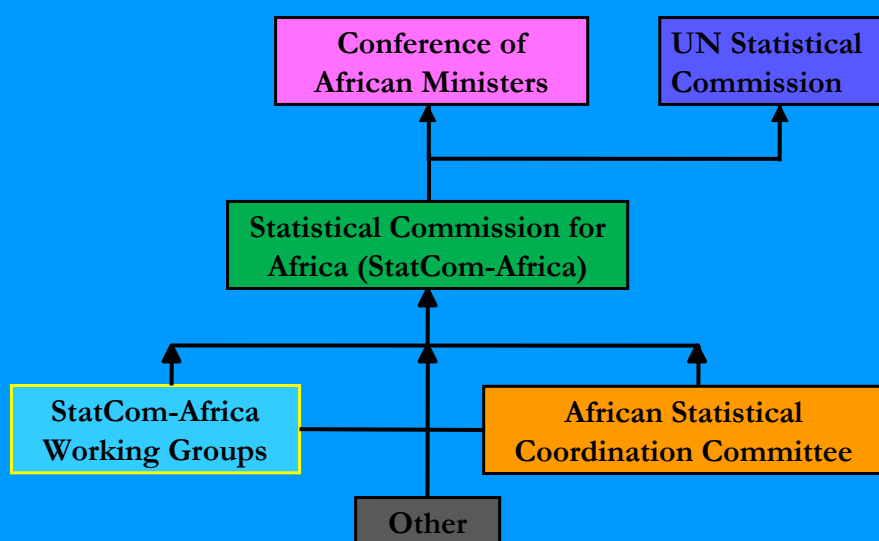 Conference of
African Ministers
UN Statistical
Commission
Statistical Commission for
Africa (StatCom-Africa)
StatCom-Africa
Working Groups
African Statistical
Coordination Committee
Other